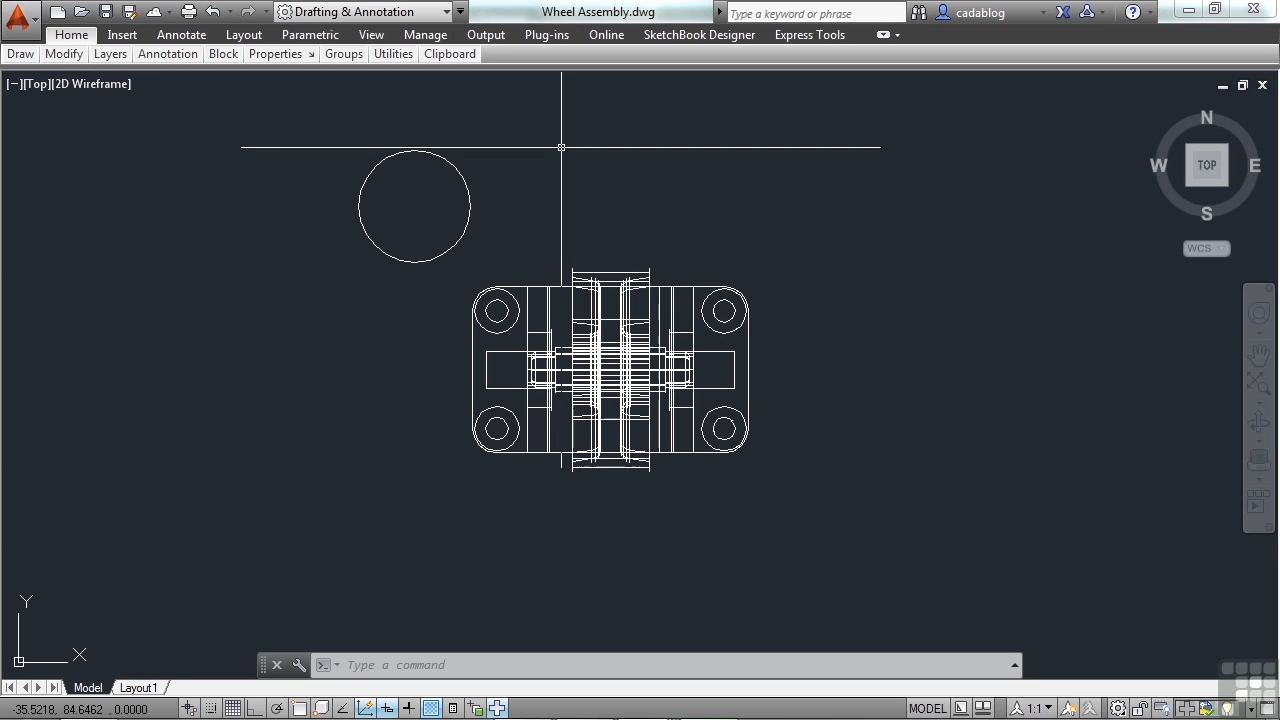 Drafting & Annotation Wheel Assembly.dwg Type a keyword or phrase cadablog
Home Insert Annotate Layout Parametric View Manage Output Plug-ins Online SketchBook Designer Express Tools
Draw Modify Layers Annotation Block Properties Groups Utilities Clipboard
[−][Top][2D Wireframe]
N
W TOP E
S
WCS
Y
X
Type a command
Model Layout1
-35.5218, 84.6462 , 0.0000 MODEL 1:1